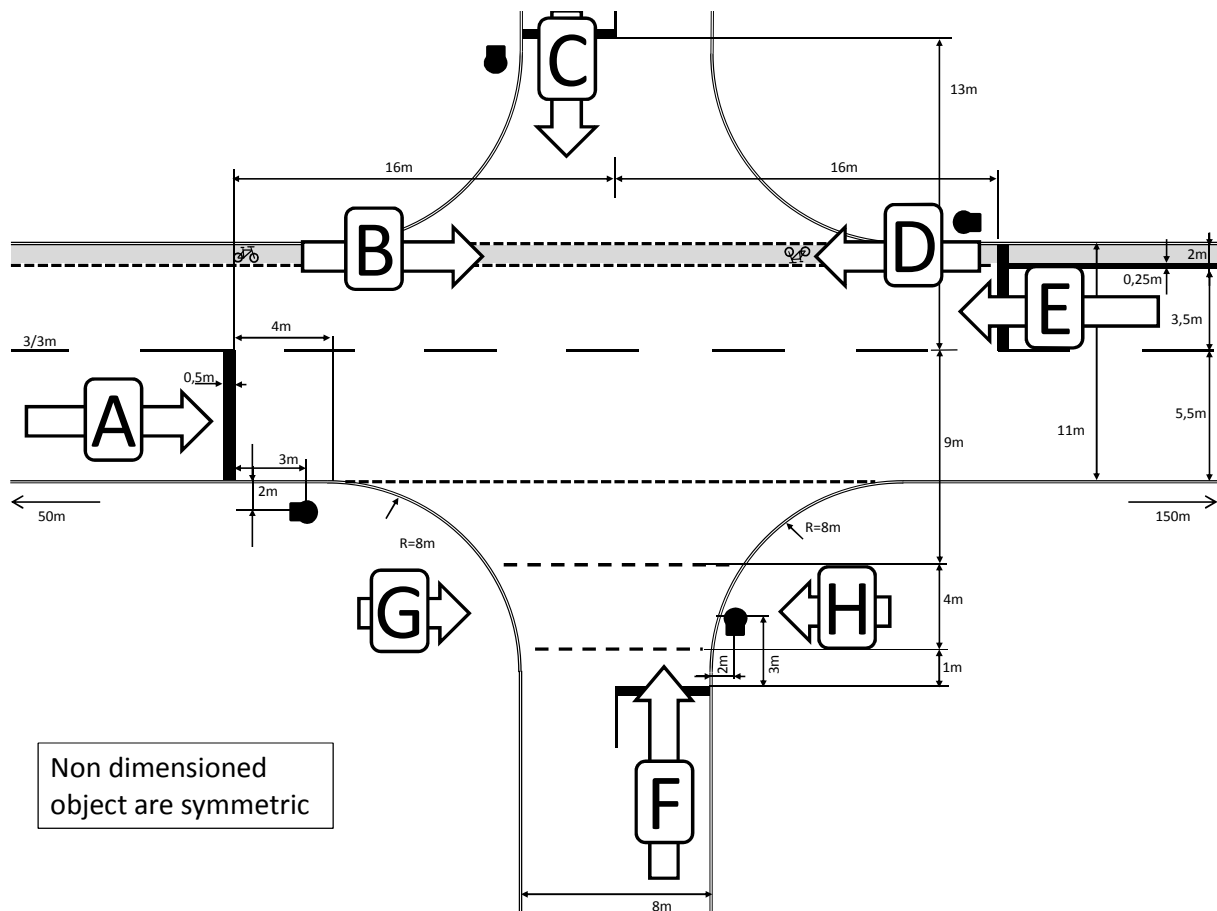 C
13m
16m
16m
B
D
2m
0,25m
E
3,5m
4m
3/3m
0,5m
A
5,5m
9m
11m
3m
2m
50m
150m
R=8m
R=8m
G
H
4m
2m
3m
1m
Non dimensioned
object are symmetric
F
8m